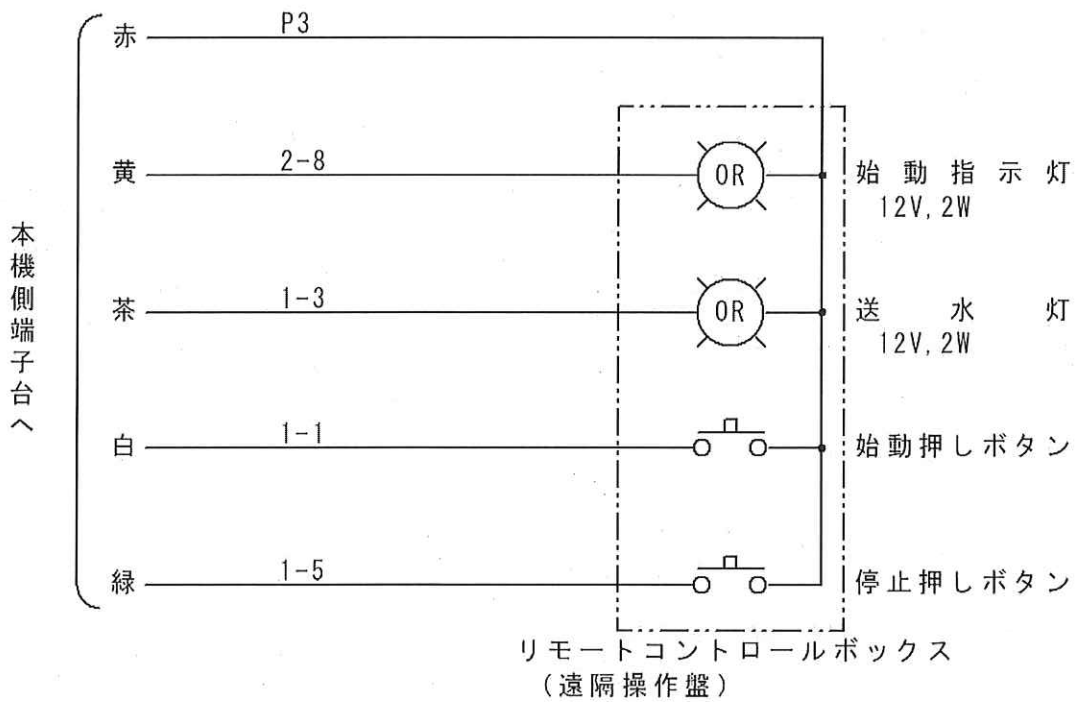 赤 P3
黄 2-8 OR 始動指示灯
12V, 2W
茶 1-3 OR 送水灯
12V, 2W
白 1-1 始動押しボタン
緑 1-5 停止押しボタン
本機側端子台へ
リモートコントロールボックス
(遠隔操作盤)